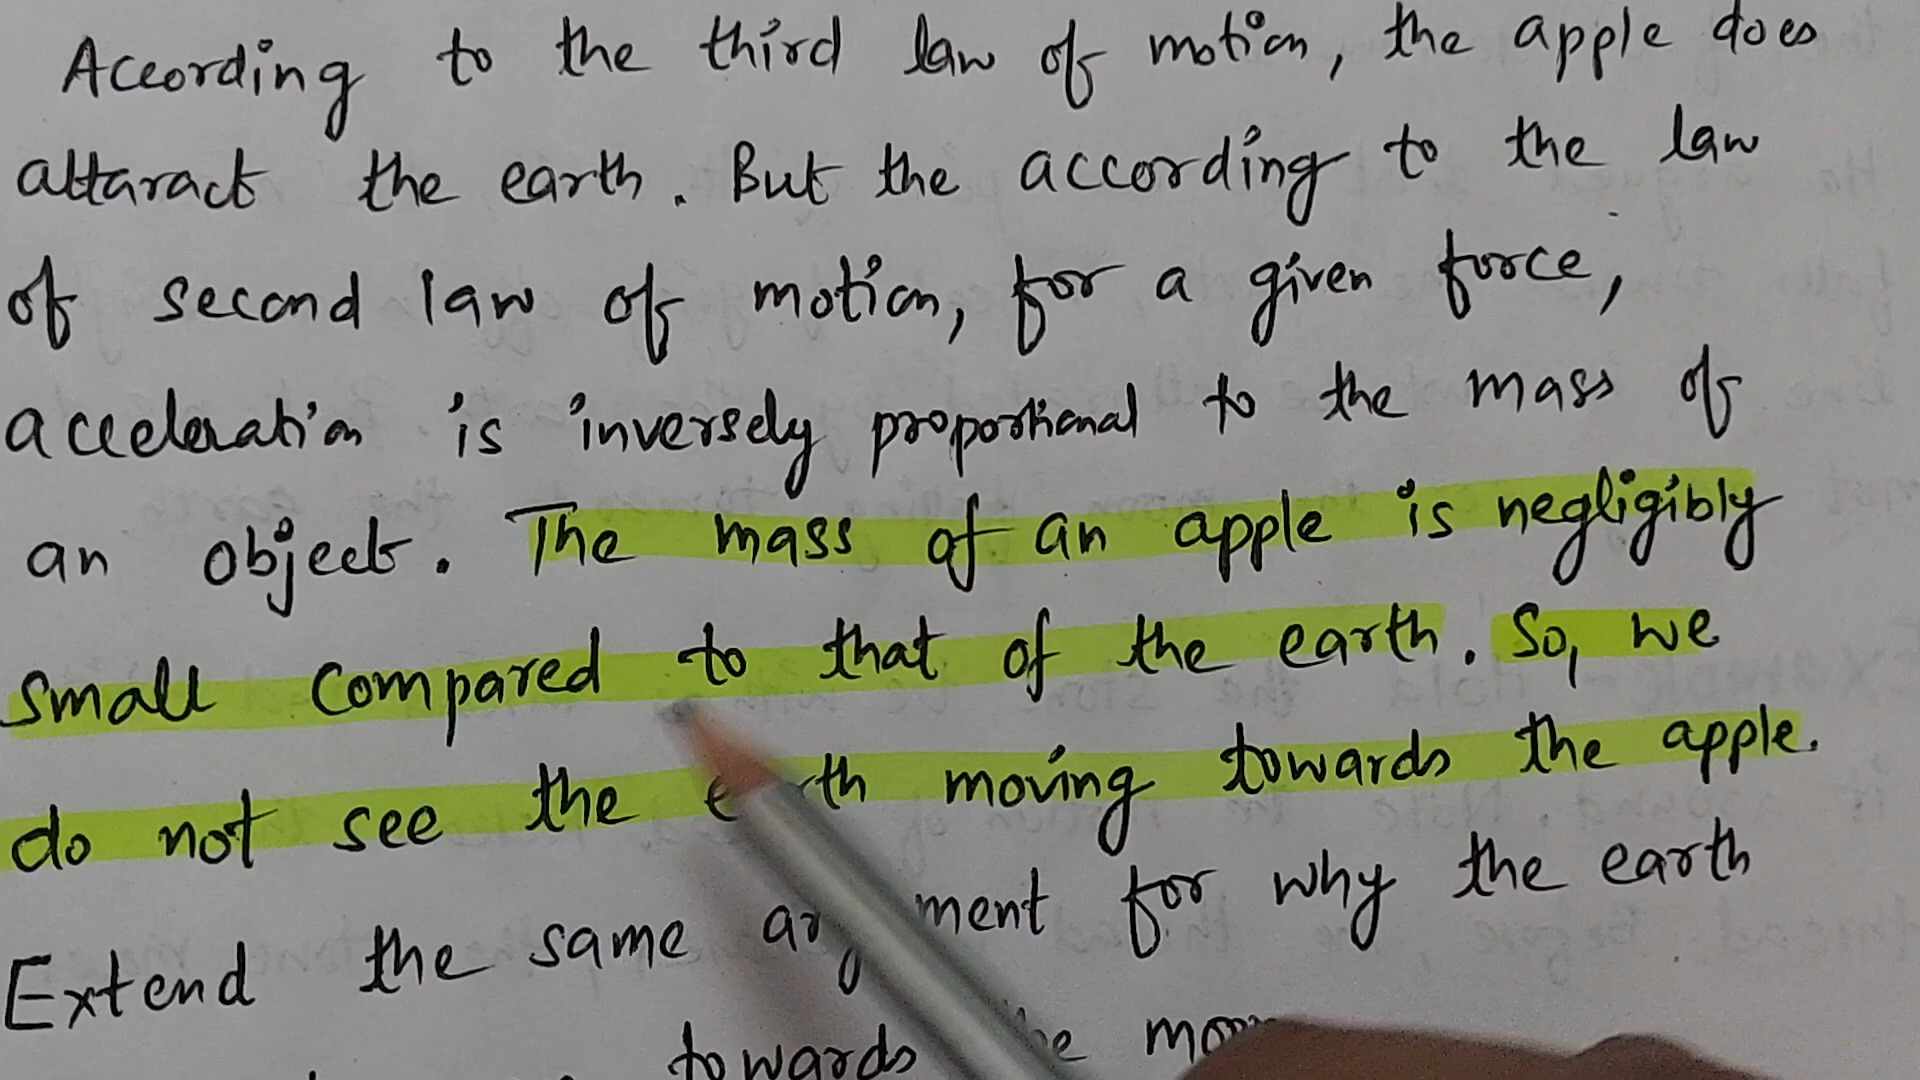 According to the third law of motion, the apple does
attaract the earth. But the according to the law
of second law of motion, for a given force,
acceleration is inversely proportional to the mass of
an object. The mass of an apple is negligibly
small compared to that of the earth. So, we
do not see the earth moving towards the apple.
Extend the same argument for why the earth
towards the